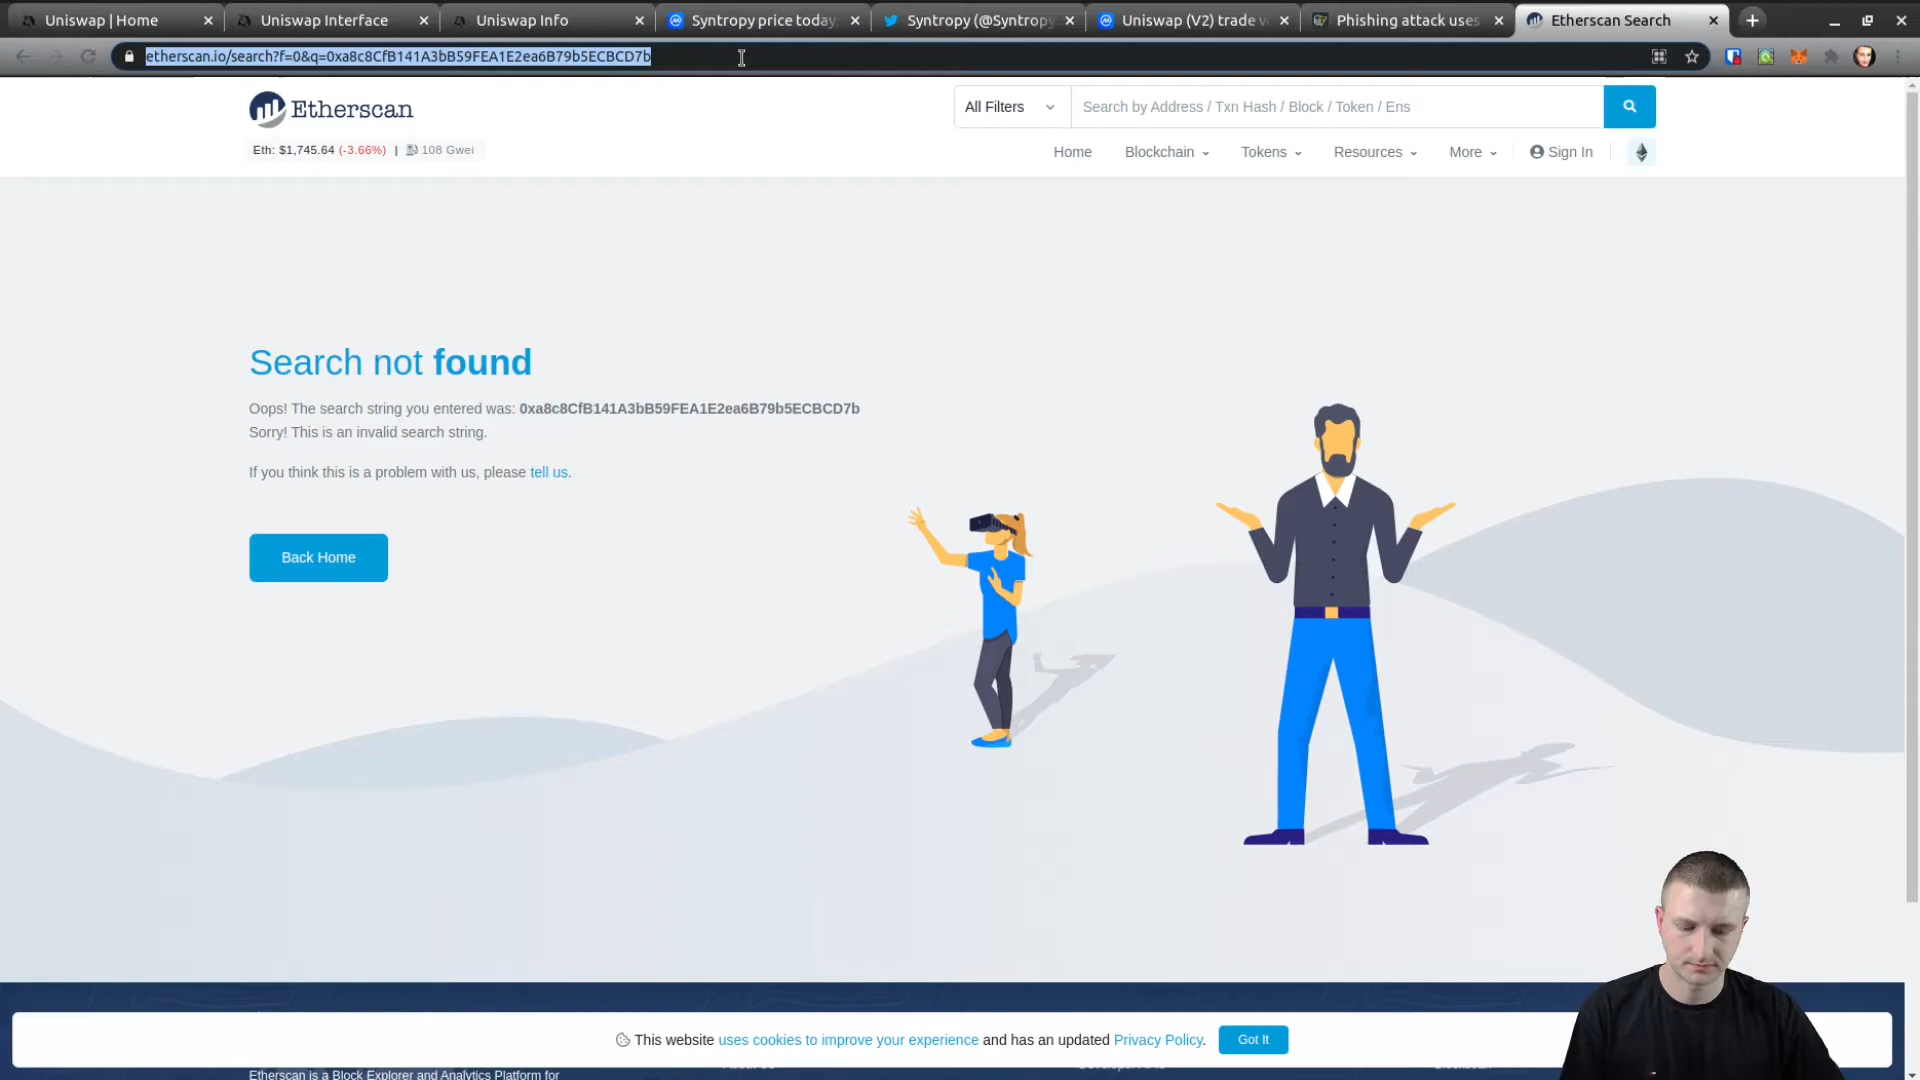 Uniswap | Home
Uniswap Interface
Uniswap Info
Syntropy price today,
Syntropy (@Syntropy
Uniswap (V2) trade v
Phishing attack uses
Etherscan Search
etherscan.io/search?f=0&q=0xa8c8CfB141A3bB59FEA1E2ea6B79b5ECBCD7b
Etherscan
All Filters
Search by Address / Txn Hash / Block / Token / Ens
Eth: $1,745.64 (-3.66%) | 108 Gwei
Home
Blockchain
Tokens
Resources
More
Sign In
Search not found
Oops! The search string you entered was: 0xa8c8CfB141A3bB59FEA1E2ea6B79b5ECBCD7b
Sorry! This is an invalid search string.
If you think this is a problem with us, please tell us.
Back Home
This website uses cookies to improve your experience and has an updated Privacy Policy.
Got It
Etherscan is a Block Explorer and Analytics Platform for